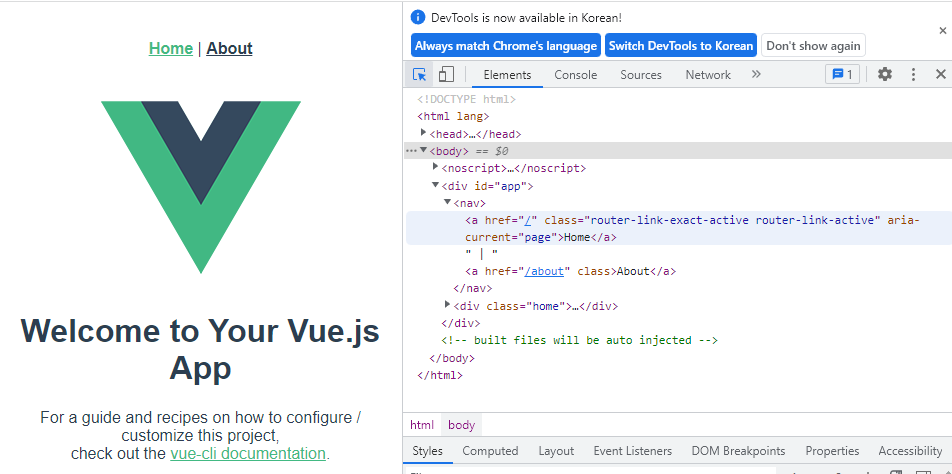 Home | About
Welcome to Your Vue.js
App
For a guide and recipes on how to configure /
customize this project,
check out the vue-cli documentation.
DevTools is now available in Korean!
Always match Chrome's language Switch DevTools to Korean Don't show again
Elements Console Sources Network 1
<!DOCTYPE html>
<html lang>
<head>…</head>
<body> == $0
<noscript>…</noscript>
<div id="app">
<nav>
<a href="/" class="router-link-exact-active router-link-active" aria-
current="page">Home</a>
" | "
<a href="/about" class>About</a>
</nav>
<div class="home">…</div>
</div>
<!-- built files will be auto injected -->
</body>
</html>
html body
Styles Computed Layout Event Listeners DOM Breakpoints Properties Accessibility